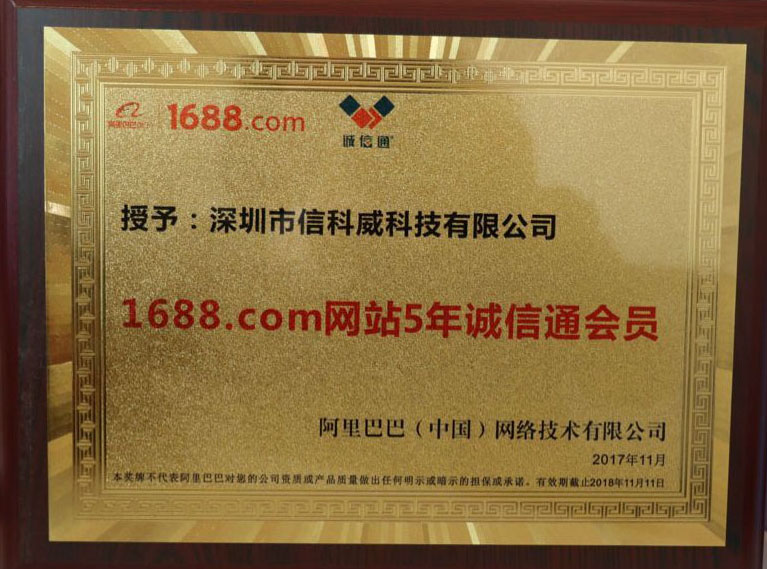 1688.com
诚信通
授予：深圳市信科威科技有限公司
1688.com网站5年诚信通会员
阿里巴巴（中国）网络技术有限公司
2017年11月
本奖牌不代表阿里巴巴对您的公司资质或产品质量做出任何明示或暗示的担保或承诺。有效期截止2018年11月11日